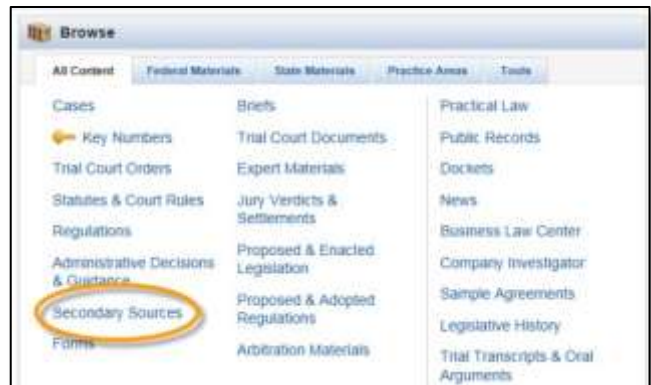 Browse
All Content Federal Materials State Materials Practice Areas Tools
Cases
Key Numbers
Trial Court Orders
Statutes & Court Rules
Regulations
Administrative Decisions
& Guidance
Secondary Sources
Forms
Briefs
Trial Court Documents
Expert Materials
Jury Verdicts &
Settlements
Proposed & Enacted
Legislation
Proposed & Adopted
Regulations
Arbitration Materials
Practical Law
Public Records
Dockets
News
Business Law Center
Company Investigator
Sample Agreements
Legislative History
Trial Transcripts & Oral
Arguments